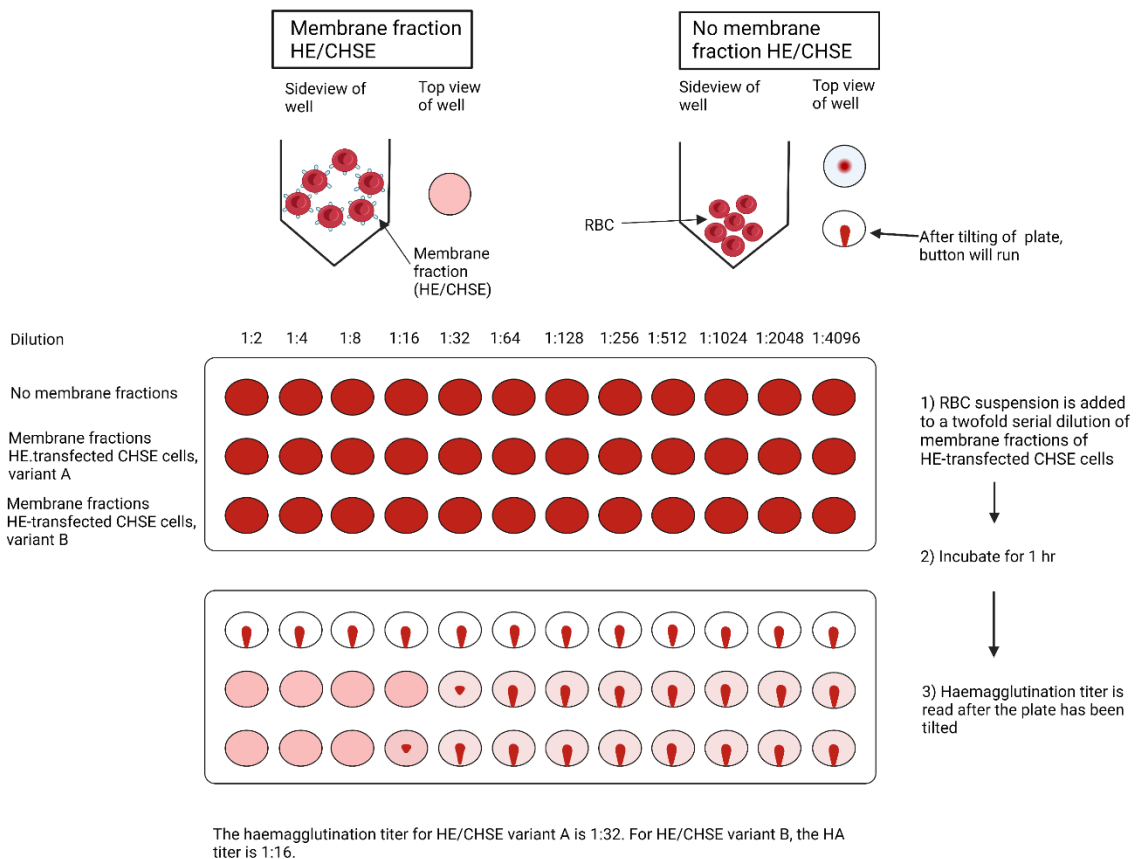 Membrane fraction
HE/CHSE
No membrane
fraction HE/CHSE
Sideview of
well
Top view
of well
Sideview of
well
Top view
of well
Membrane
fraction
(HE/CHSE)
RBC
After tilting of plate,
button will run
Dilution
1:2 1:4 1:8 1:16 1:32 1:64 1:128 1:256 1:512 1:1024 1:2048 1:4096
No membrane fractions
Membrane fractions
HE.transfected CHSE cells,
variant A
Membrane fractions
HE-transfected CHSE cells,
variant B
1) RBC suspension is added
to a twofold serial dilution of
membrane fractions of
HE-transfected CHSE cells
2) Incubate for 1 hr
3) Haemagglutination titer is
read after the plate has been
tilted
The haemagglutination titer for HE/CHSE variant A is 1:32. For HE/CHSE variant B, the HA
titer is 1:16.